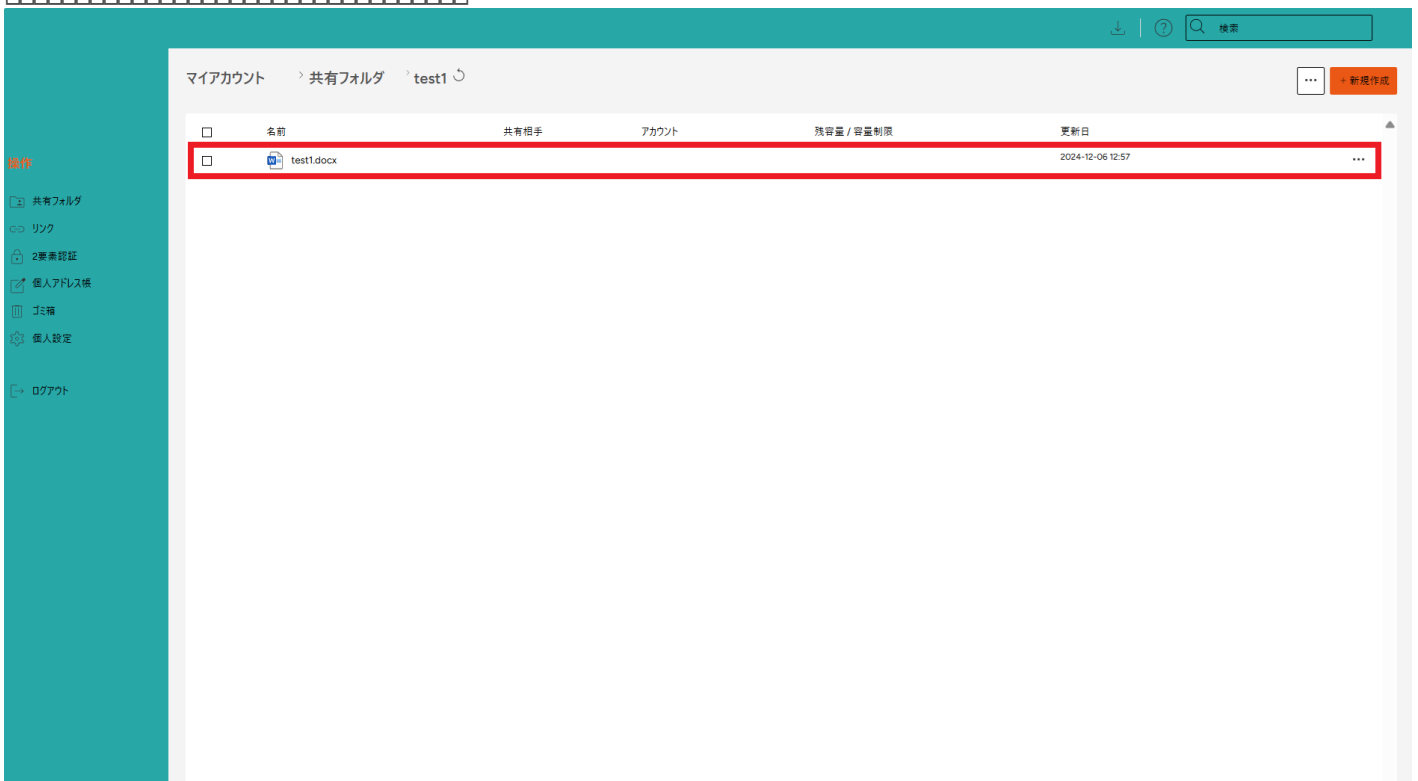 検索
マイアカウント > 共有フォルダ > test1
… + 新規作成
名前 共有相手 アカウント 残容量 / 容量制限 更新日
test1.docx 2024-12-06 12:57 …
操作
共有フォルダ
リンク
2要素認証
個人アドレス帳
ゴミ箱
個人設定
ログアウト